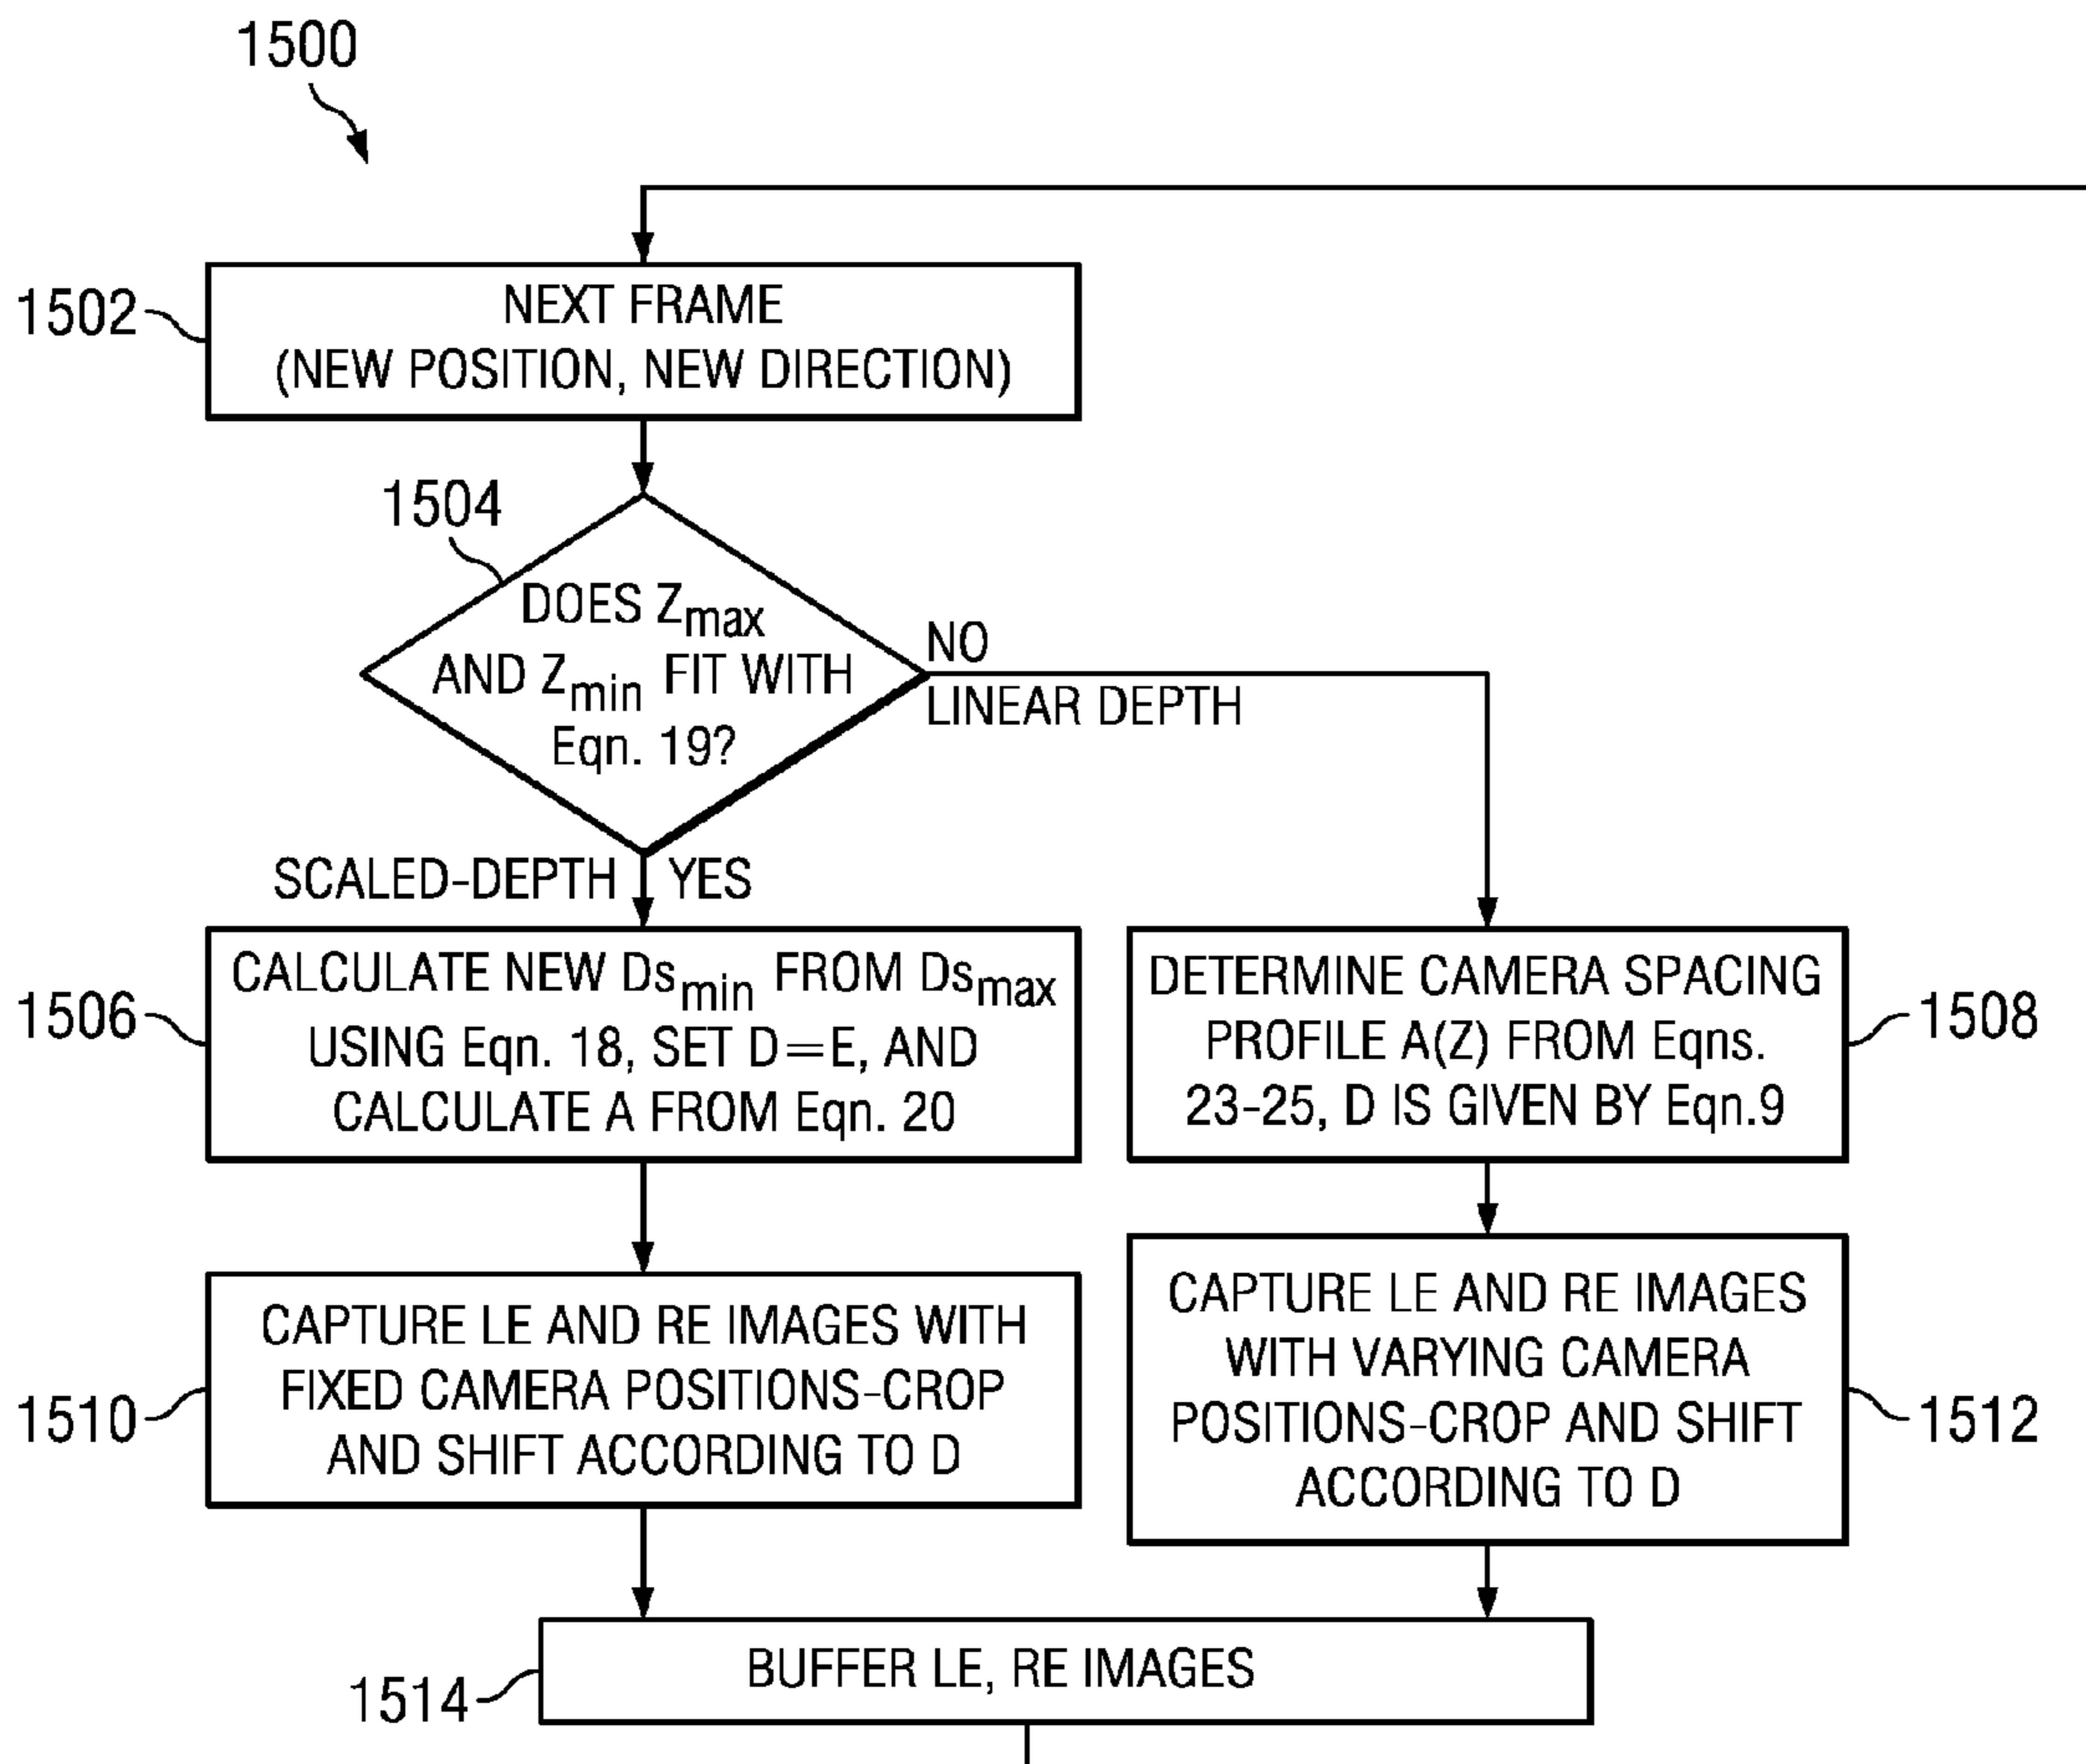 1500
1502
NEXT FRAME
(NEW POSITION, NEW DIRECTION)
1504
DOES Zmax
AND Zmin FIT WITH
Eqn. 19?
NO
LINEAR DEPTH
SCALED-DEPTH YES
1506
CALCULATE NEW Dsmin FROM Dsmax
USING Eqn. 18, SET D=E, AND
CALCULATE A FROM Eqn. 20
DETERMINE CAMERA SPACING
PROFILE A(Z) FROM Eqns.
23-25, D IS GIVEN BY Eqn.9
1508
1510
CAPTURE LE AND RE IMAGES WITH
FIXED CAMERA POSITIONS-CROP
AND SHIFT ACCORDING TO D
CAPTURE LE AND RE IMAGES
WITH VARYING CAMERA
POSITIONS-CROP AND SHIFT
ACCORDING TO D
1512
1514
BUFFER LE, RE IMAGES